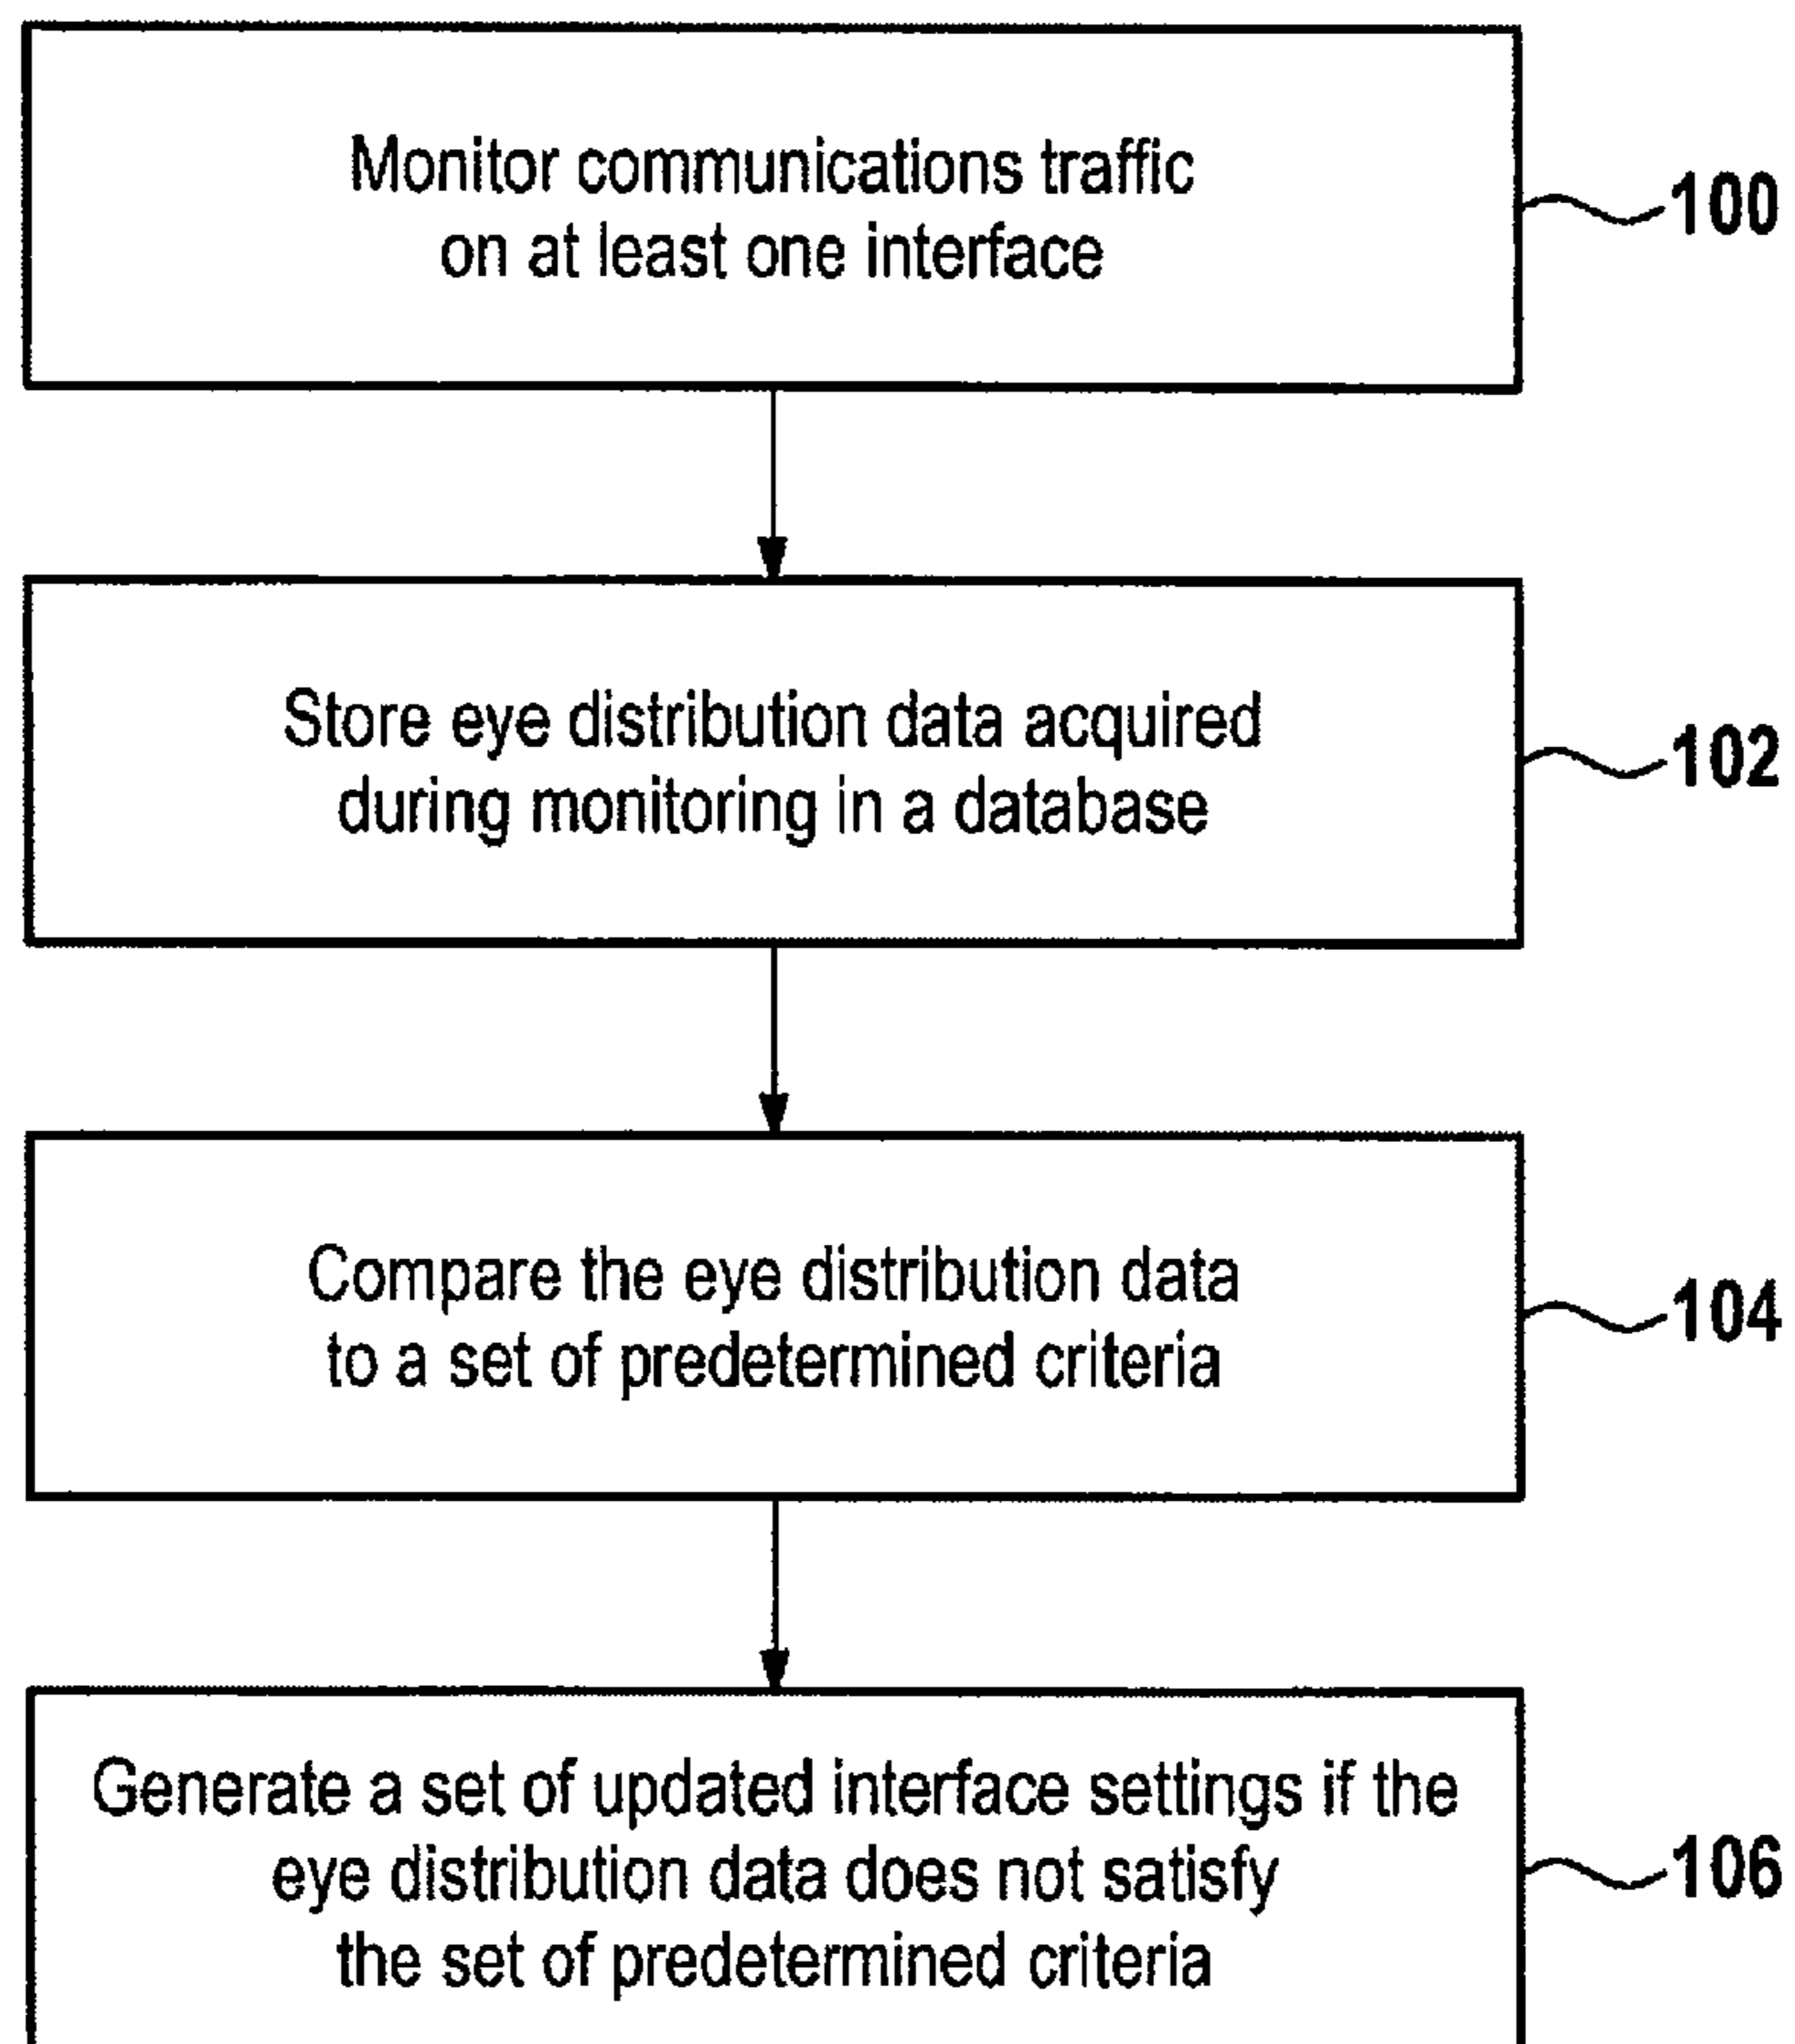 Monitor communications traffic
on at least one interface
100
Store eye distribution data acquired
during monitoring in a database
102
Compare the eye distribution data
to a set of predetermined criteria
104
Generate a set of updated interface settings if the
eye distribution data does not satisfy
the set of predetermined criteria
106